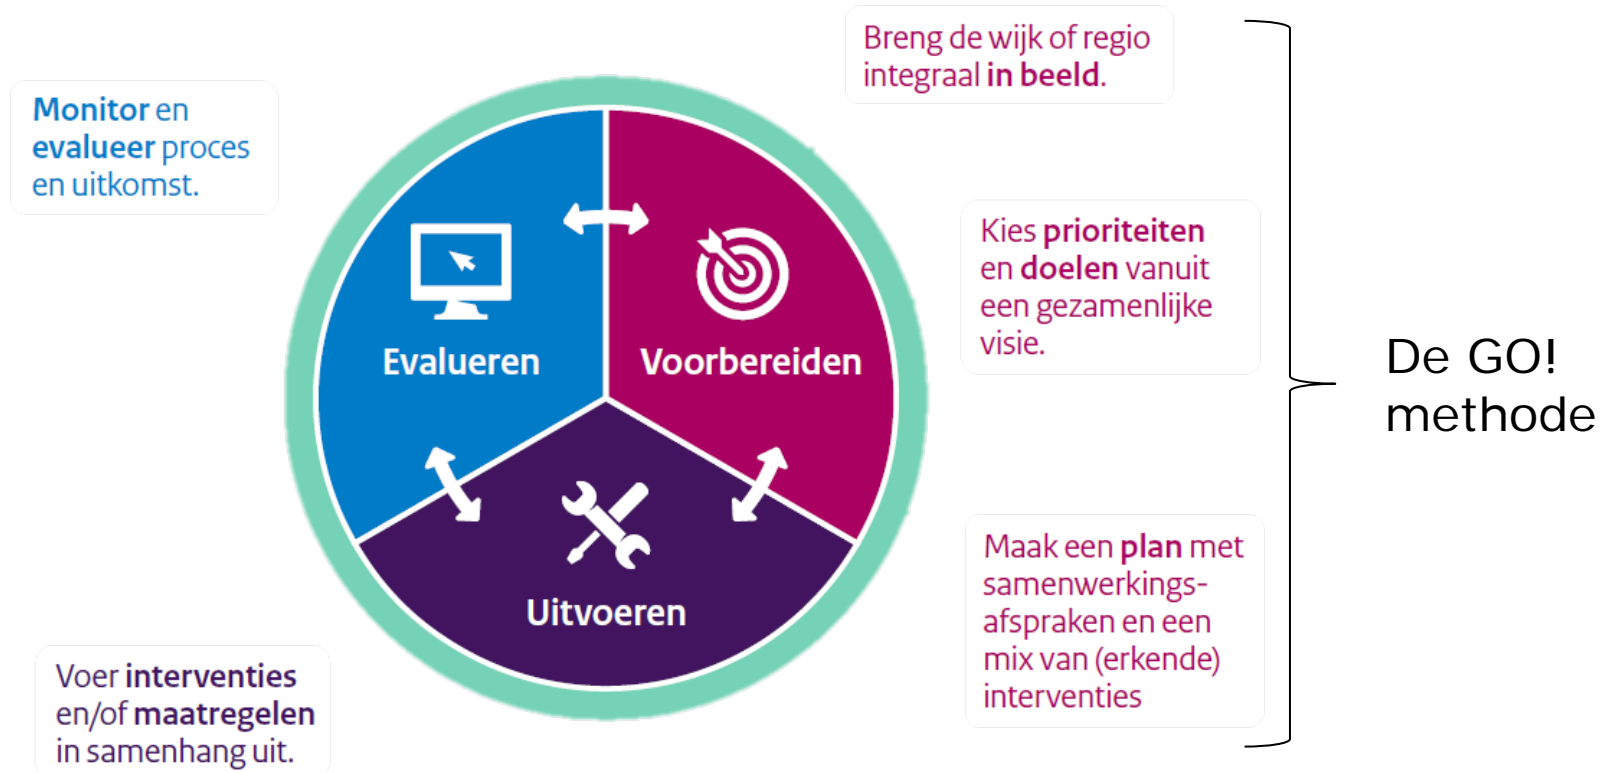 Breng de wijk of regio
integraal in beeld.
Monitor en
evalueer proces
en uitkomst.
Kies prioriteiten
en doelen vanuit
een gezamenlijke
visie.
Evalueren
Voorbereiden
De GO!
methode
Maak een plan met
samenwerkings-
afspraken en een
mix van (erkende)
interventies
Uitvoeren
Voer interventies
en/of maatregelen
in samenhang uit.